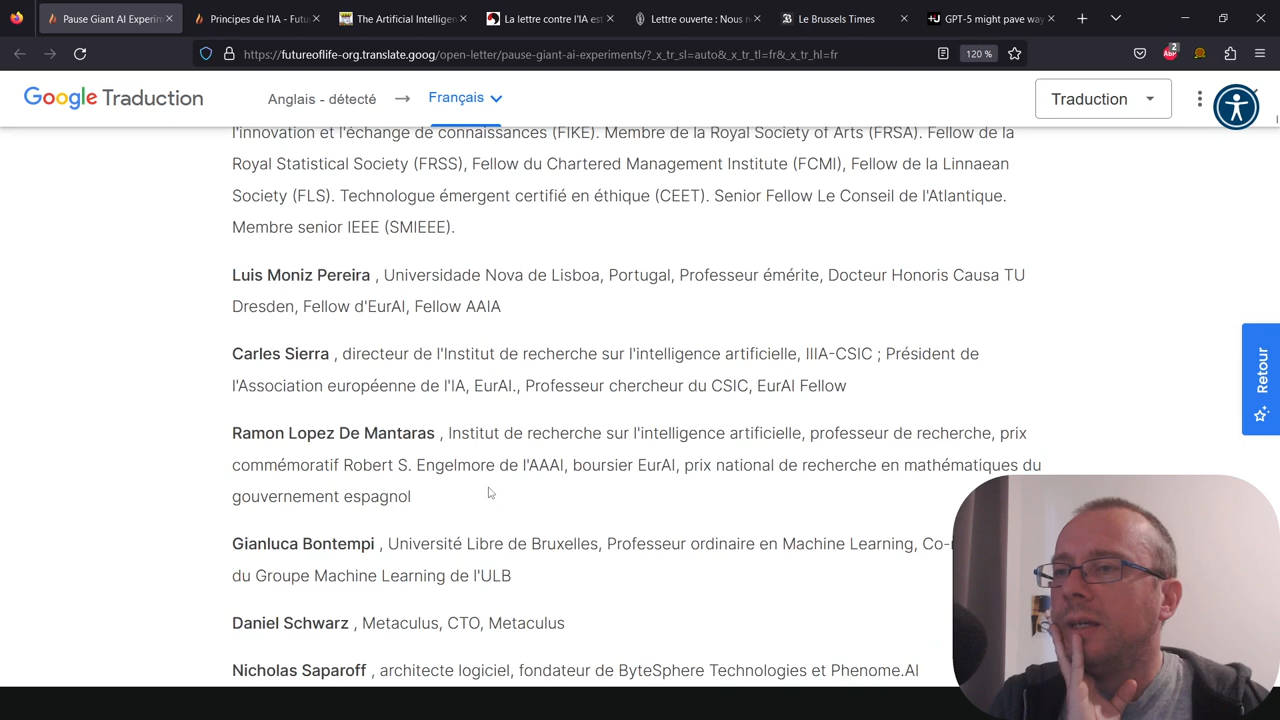 Pause Giant AI Experim
Principes de l'IA - Futu
The Artificial Intelligen
La lettre contre l'IA est
Lettre ouverte : Nous n
Le Brussels Times
GPT-5 might pave way
https://futureoflife-org.translate.goog/open-letter/pause-giant-ai-experiments/?_x_tr_sl=auto&_x_tr_tl=fr&_x_tr_hl=fr
120 %
2
Google Traduction
Anglais - détecté
Français
Traduction
l'innovation et l'échange de connaissances (FIKE). Membre de la Royal Society of Arts (FRSA). Fellow de la
Royal Statistical Society (FRSS), Fellow du Chartered Management Institute (FCMI), Fellow de la Linnaean
Society (FLS). Technologue émergent certifié en éthique (CEET). Senior Fellow Le Conseil de l'Atlantique.
Membre senior IEEE (SMIEEE).
Luis Moniz Pereira , Universidade Nova de Lisboa, Portugal, Professeur émérite, Docteur Honoris Causa TU
Dresden, Fellow d'EurAI, Fellow AAIA
Carles Sierra , directeur de l'Institut de recherche sur l'intelligence artificielle, IIIA-CSIC ; Président de
l'Association européenne de l'IA, EurAI., Professeur chercheur du CSIC, EurAI Fellow
Ramon Lopez De Mantaras , Institut de recherche sur l'intelligence artificielle, professeur de recherche, prix
commémoratif Robert S. Engelmore de l'AAAI, boursier EurAI, prix national de recherche en mathématiques du
gouvernement espagnol
Gianluca Bontempi , Université Libre de Bruxelles, Professeur ordinaire en Machine Learning, Co-
du Groupe Machine Learning de l'ULB
Daniel Schwarz , Metaculus, CTO, Metaculus
Nicholas Saparoff , architecte logiciel, fondateur de ByteSphere Technologies et Phenome.AI
Retour